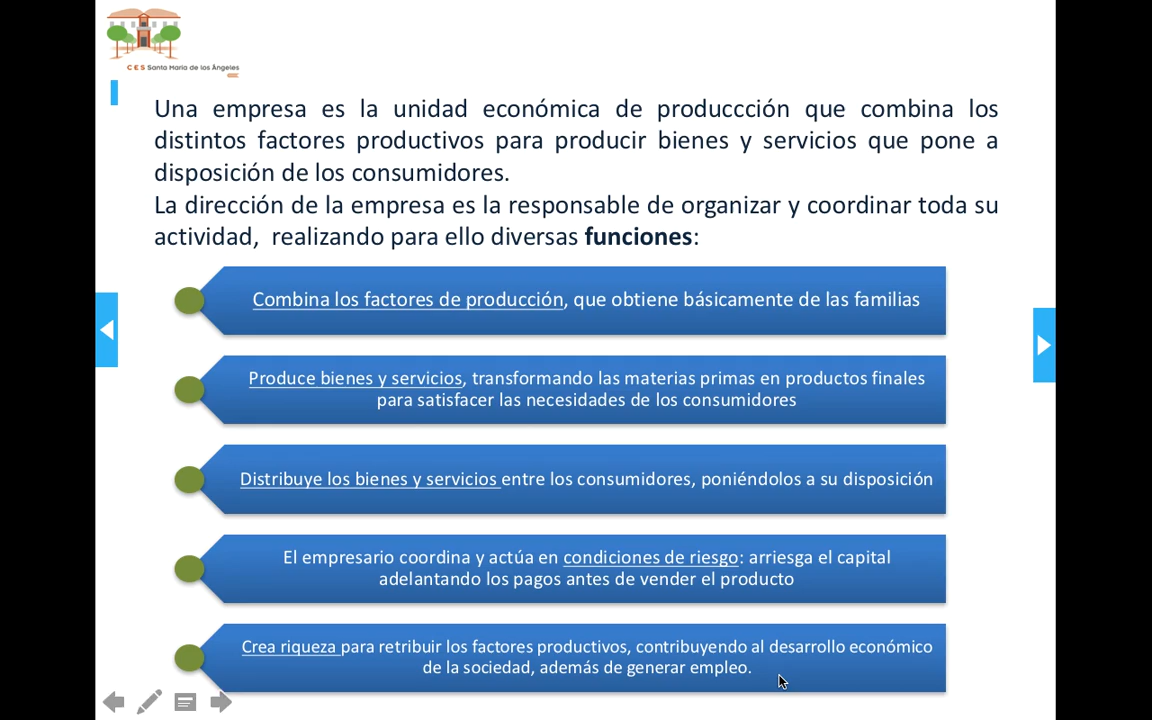 C E S Santa María de los Ángeles
Una empresa es la unidad económica de produccción que combina los
distintos factores productivos para producir bienes y servicios que pone a
disposición de los consumidores.
La dirección de la empresa es la responsable de organizar y coordinar toda su
actividad, realizando para ello diversas funciones:
Combina los factores de producción, que obtiene básicamente de las familias
Produce bienes y servicios, transformando las materias primas en productos finales
para satisfacer las necesidades de los consumidores
Distribuye los bienes y servicios entre los consumidores, poniéndolos a su disposición
El empresario coordina y actúa en condiciones de riesgo: arriesga el capital
adelantando los pagos antes de vender el producto
Crea riqueza para retribuir los factores productivos, contribuyendo al desarrollo económico
de la sociedad, además de generar empleo.